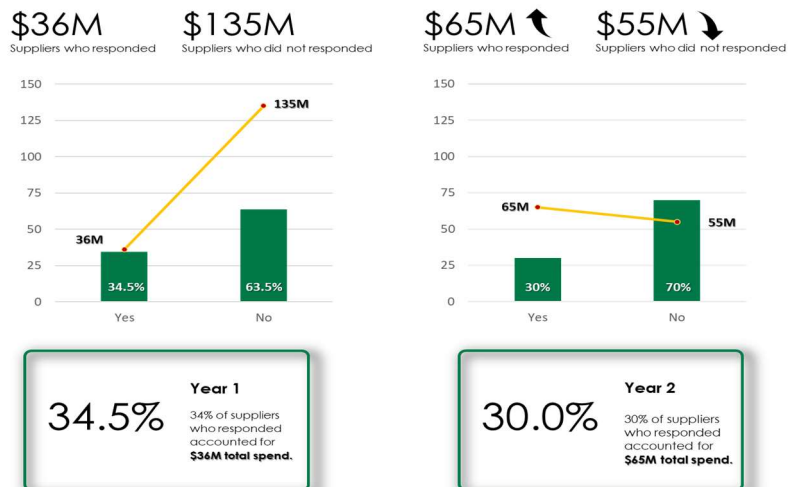 $36M
Suppliers who responded
$135M
Suppliers who did not responded
150
125
100
75
50
25
0
135M
36M
34.5%
63.5%
Yes
No
34.5%
Year 1
34% of suppliers
who responded
accounted for
$36M total spend.
$65M
Suppliers who responded
$55M
Suppliers who did not responded
150
125
100
75
50
25
0
65M
55M
30%
70%
Yes
No
30.0%
Year 2
30% of suppliers
who responded
accounted for
$65M total spend.